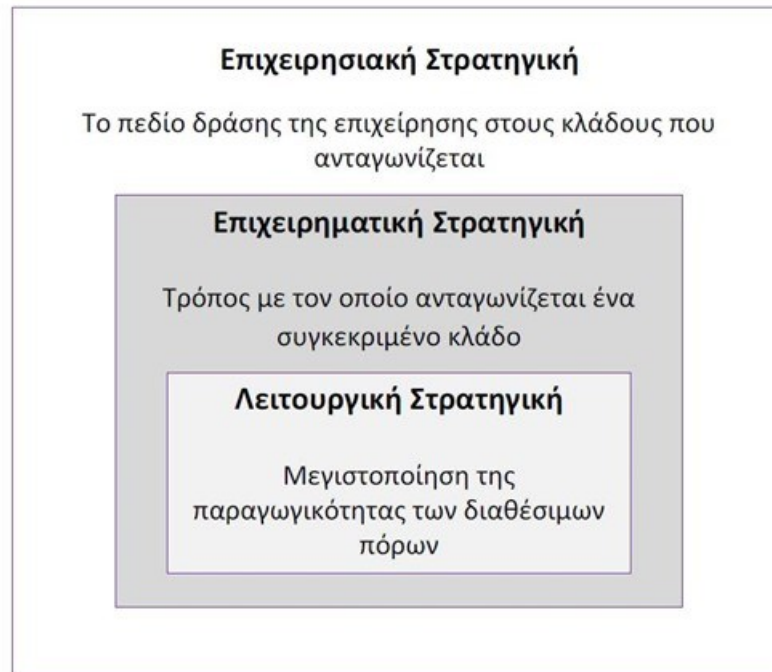 Επιχειρησιακή Στρατηγική
Το πεδίο δράσης της επιχείρησης στους κλάδους που
ανταγωνίζεται
Επιχειρηματική Στρατηγική
Τρόπος με τον οποίο ανταγωνίζεται ένα
συγκεκριμένο κλάδο
Λειτουργική Στρατηγική
Μεγιστοποίηση της
παραγωγικότητας των διαθέσιμων
πόρων